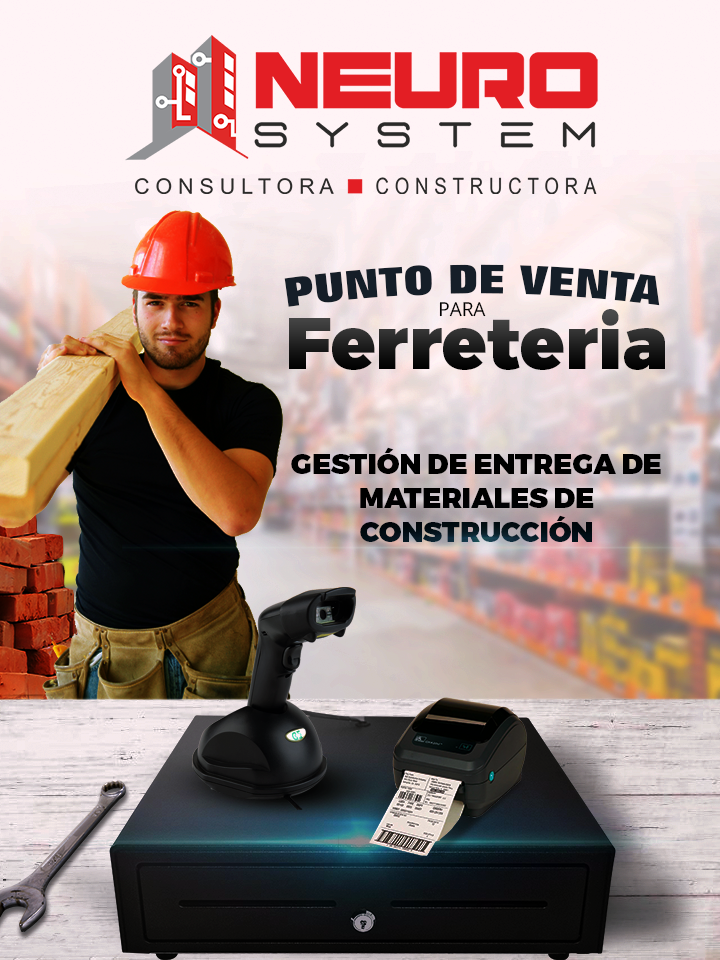 NEURO
SYSTEM
CONSULTORA ■ CONSTRUCTORA
PUNTO DE VENTA
PARA
Ferreteria
GESTIÓN DE ENTREGA DE
MATERIALES DE
CONSTRUCCIÓN